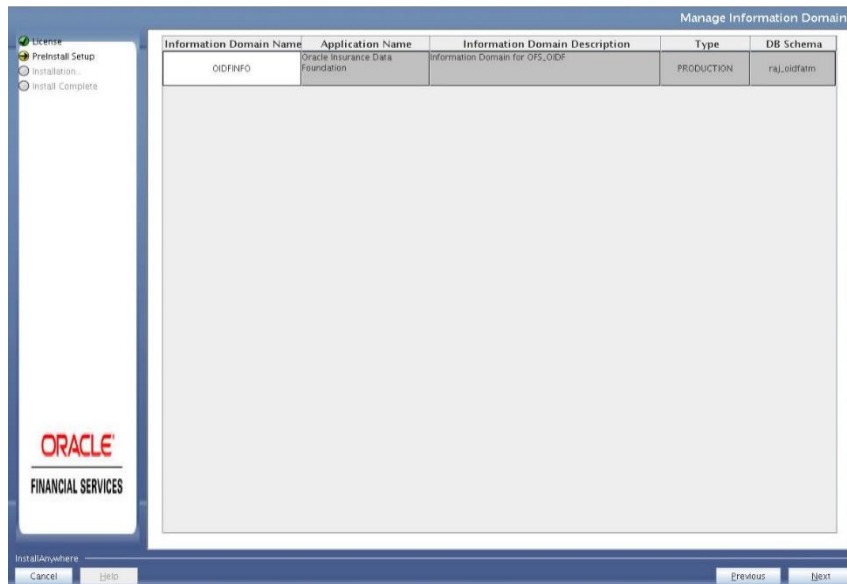 Manage Information Domain
License
PreInstall Setup
Installation...
Install Complete
Information Domain Name Application Name Information Domain Description Type DB Schema
OIDFINFO Oracle Insurance Data Foundation Information Domain for OFS_OIDF PRODUCTION raj_oidfatm
ORACLE
FINANCIAL SERVICES
InstallAnywhere
Cancel Help Previous Next